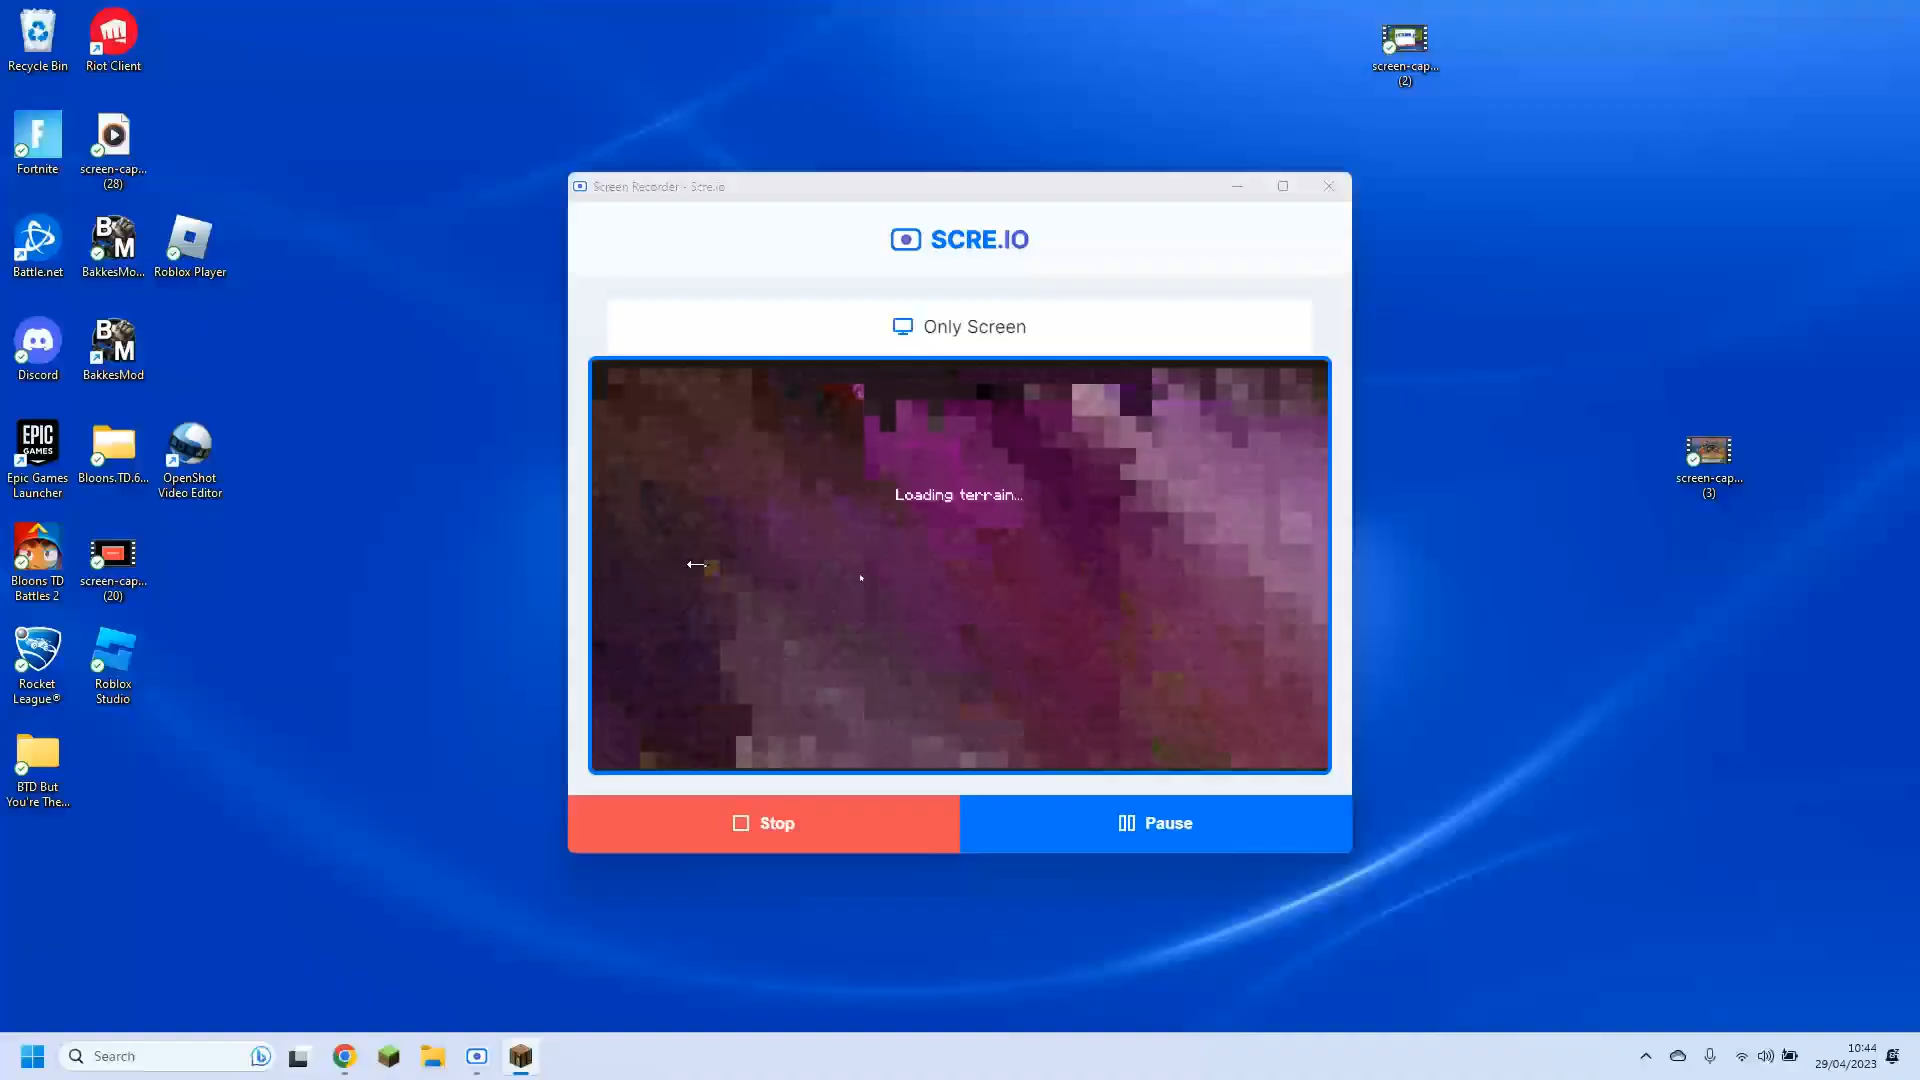 Recycle Bin
Riot Client
screen-cap...
(2)
Fortnite
screen-cap...
(28)
Screen Recorder - Scre.io
SCRE.IO
Battle.net
BakkesMo...
Roblox Player
Only Screen
Discord
BakkesMod
Loading terrain...
Epic Games
Launcher
Bloons.TD.6...
OpenShot
Video Editor
screen-cap...
(3)
EPIC
GAMES
Bloons TD
Battles 2
screen-cap...
(20)
Rocket
League®
Roblox
Studio
BTD But
You're The...
Stop
Pause
Search
10:44
29/04/2023
B
M
B
M
F